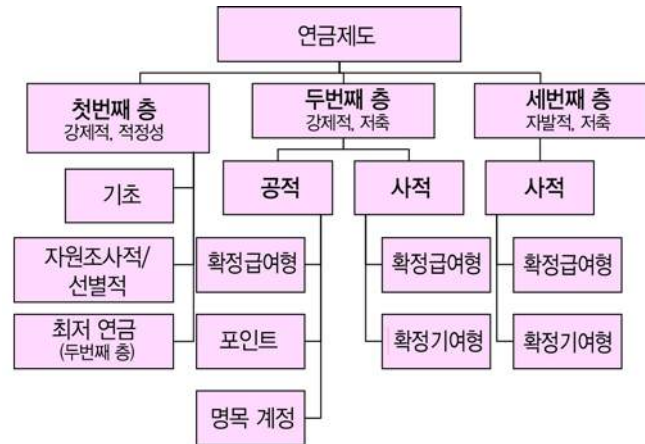 연금제도
첫번째 층
강제적, 적정성
두번째 층
강제적, 저축
세번째 층
자발적, 저축
기초
자원조사적/
선별적
최저 연금
(두번째 층)
공적
확정급여형
포인트
명목 계정
사적
확정급여형
확정기여형
사적
확정급여형
확정기여형